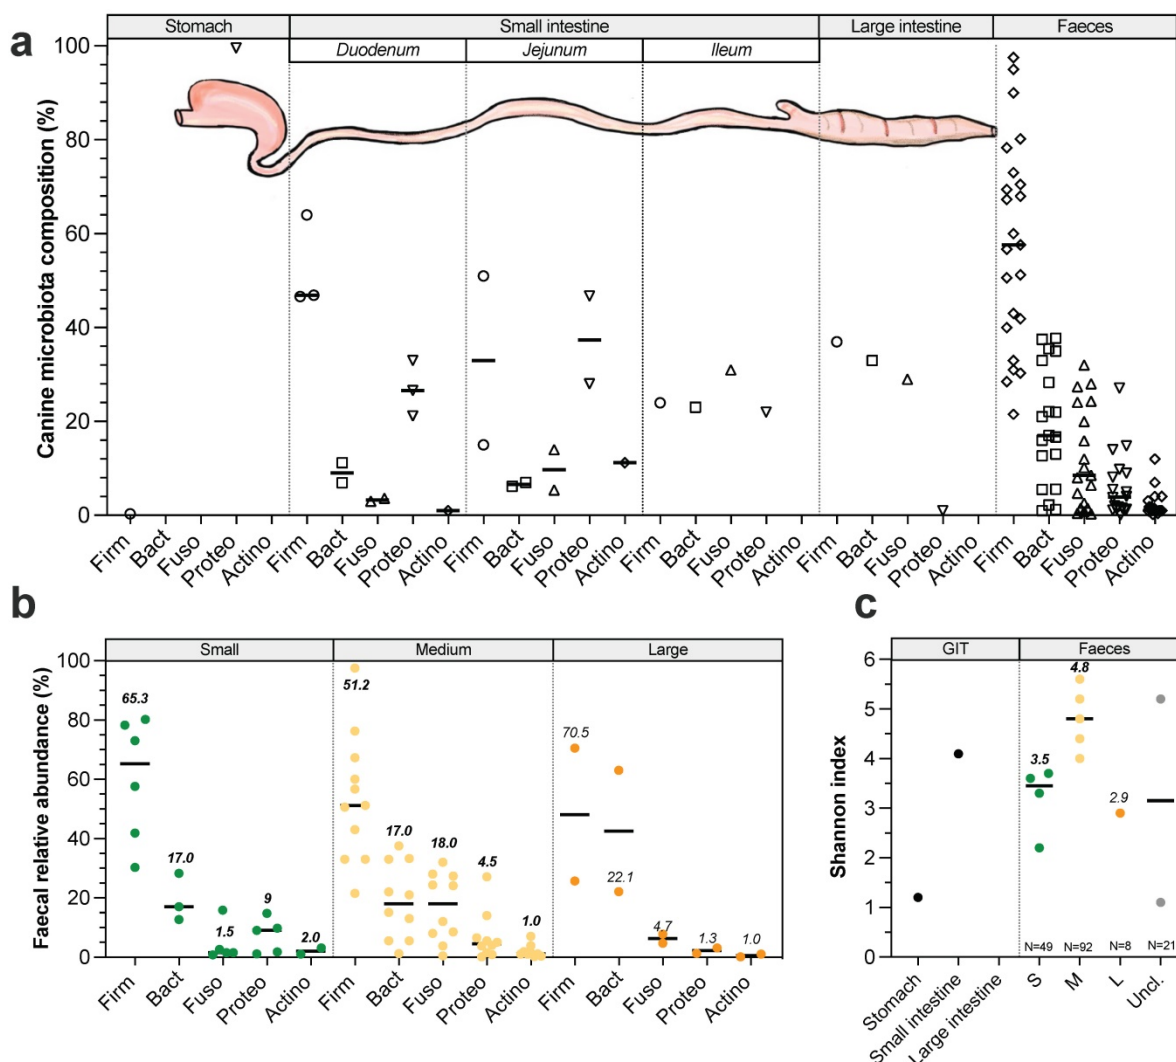 a
Stomach Small intestine Large intestine Faeces
Duodenum Jejunum Ileum
Canine microbiota composition (%)
100
80
60
40
20
0
Firm Bact Fuso Proteo Actino Firm Bact Fuso Proteo Actino Firm Bact Fuso Proteo Actino Firm Bact Fuso Proteo Actino Firm Bact Fuso Proteo Actino Firm Bact Fuso Proteo Actino
b
Small Medium Large
Faecal relative abundance (%)
100
80
60
40
20
0
65.3 17.0 1.5 9 2.0
51.2 17.0 18.0 4.5 1.0
70.5 22.1 4.7 1.3 1.0
Firm Bact Fuso Proteo Actino Firm Bact Fuso Proteo Actino Firm Bact Fuso Proteo Actino
c
GIT Faeces
Shannon index
6
5
4
3
2
1
0
3.5 4.8 2.9
N=49 N=92 N=8 N=21
Stomach Small intestine Large intestine S M L Uncl.